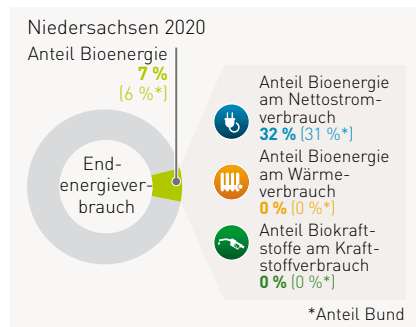 Niedersachsen 2020
Anteil Bioenergie
7 %
(6 %*)
End-
energiever-
brauch
Anteil Bioenergie
am Nettostrom-
verbrauch
32 % (31 %*)
Anteil Bioenergie
am Wärme-
verbrauch
0 % (0 %*)
Anteil Biokraft-
stoffe am Kraft-
stoffverbrauch
0 % (0 %*)
*Anteil Bund